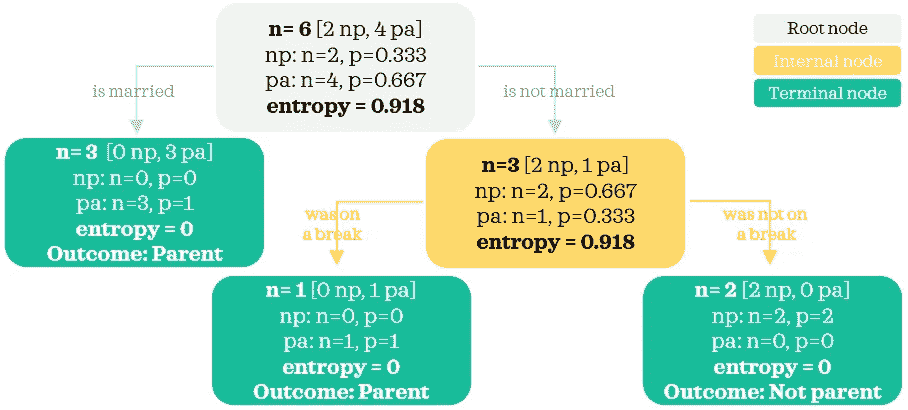 n= 6 [2 np, 4 pa]
np: n=2, p=0.333
pa: n=4, p=0.667
entropy = 0.918
Root node
Internal node
Terminal node
is married
is not married
n= 3 [0 np, 3 pa]
np: n=0, p=0
pa: n=3, p=1
entropy = 0
Outcome: Parent
n=3 [2 np, 1 pa]
np: n=2, p=0.667
pa: n=1, p=0.333
entropy = 0.918
was on
a break
was not on
a break
n= 1 [0 np, 1 pa]
np: n=0, p=0
pa: n=1, p=1
entropy = 0
Outcome: Parent
n= 2 [2 np, 0 pa]
np: n=2, p=2
pa: n=0, p=0
entropy = 0
Outcome: Not parent